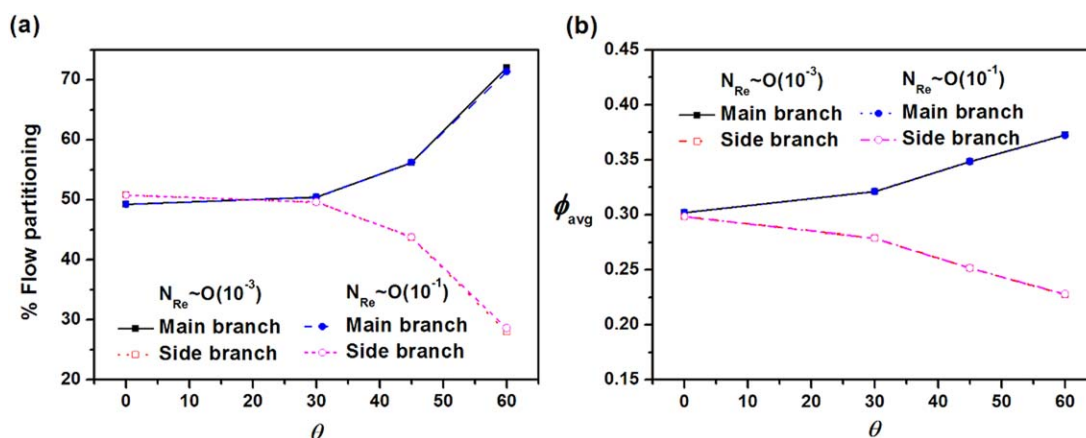 (a)
% Flow partitioning
70
60
50
40
30
20
N_Re~O(10^-3) N_Re~O(10^-1)
Main branch Main branch
Side branch Side branch
0 10 20 30 40 50 60
θ
(b)
ϕ_avg
0.45
0.40
0.35
0.30
0.25
0.20
0.15
N_Re~O(10^-3) N_Re~O(10^-1)
Main branch Main branch
Side branch Side branch
0 10 20 30 40 50 60
θ